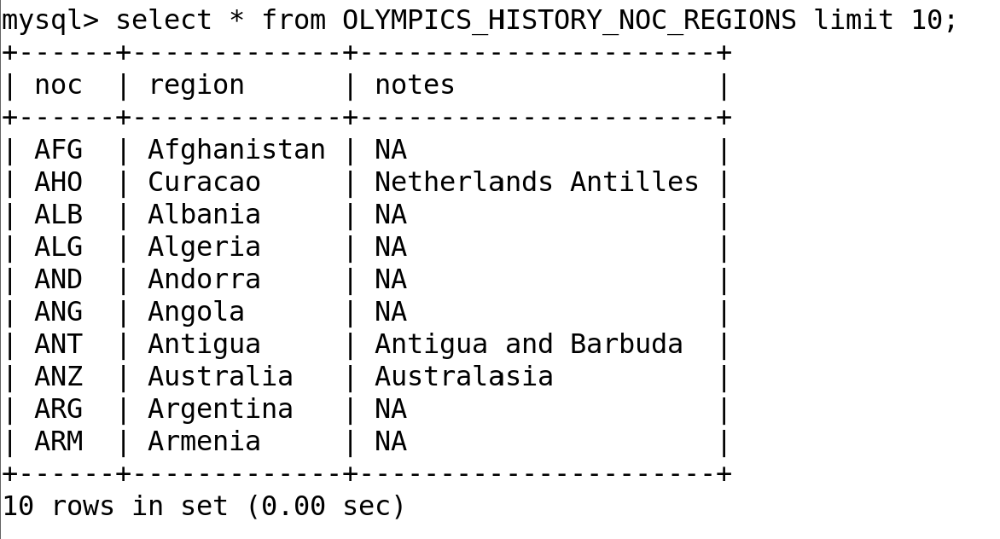 mysql> select * from OLYMPICS_HISTORY_NOC_REGIONS limit 10;
+------+-------------+----------------------+
| noc  | region      | notes                |
+------+-------------+----------------------+
| AFG  | Afghanistan | NA                   |
| AHO  | Curacao     | Netherlands Antilles |
| ALB  | Albania     | NA                   |
| ALG  | Algeria     | NA                   |
| AND  | Andorra     | NA                   |
| ANG  | Angola      | NA                   |
| ANT  | Antigua     | Antigua and Barbuda  |
| ANZ  | Australia   | Australasia          |
| ARG  | Argentina   | NA                   |
| ARM  | Armenia     | NA                   |
+------+-------------+----------------------+
10 rows in set (0.00 sec)